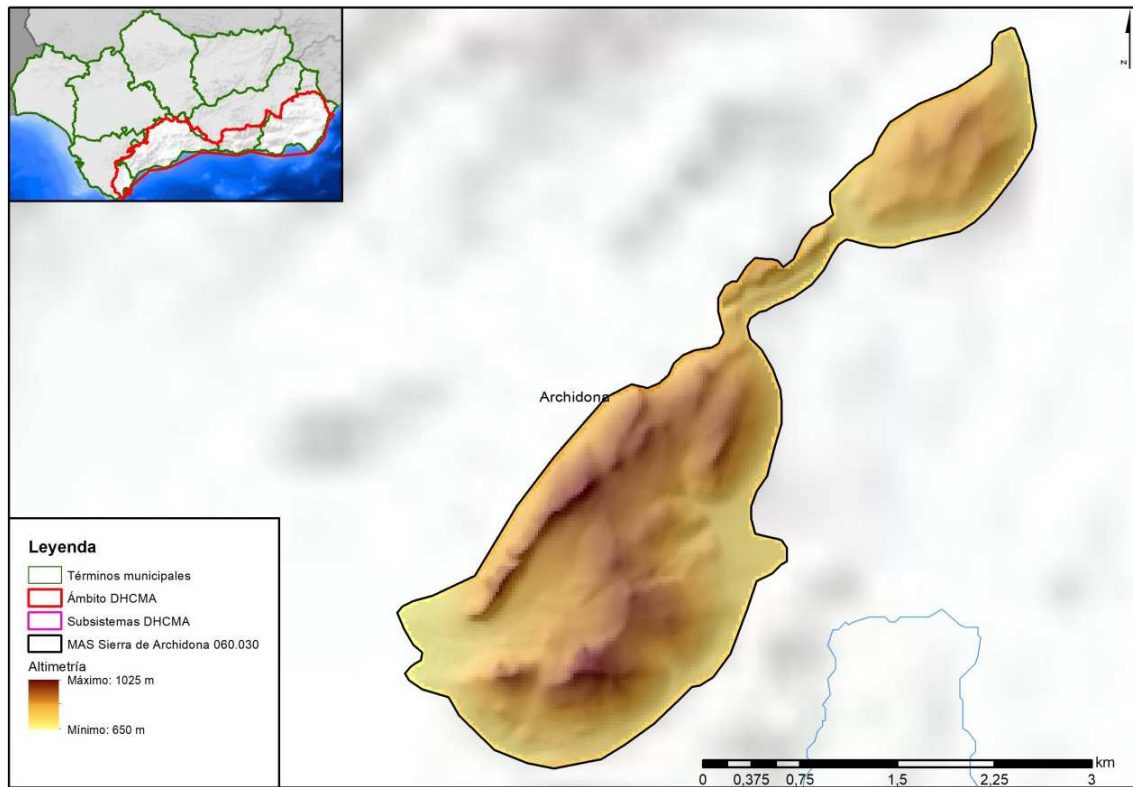 N
Archidona
Leyenda
Términos municipales
Ámbito DHCMA
Subsistemas DHCMA
MAS Sierra de Archidona 060.030
Altimetría
Máximo: 1025 m
Mínimo: 650 m
km
0 0,375 0,75 1,5 2,25 3